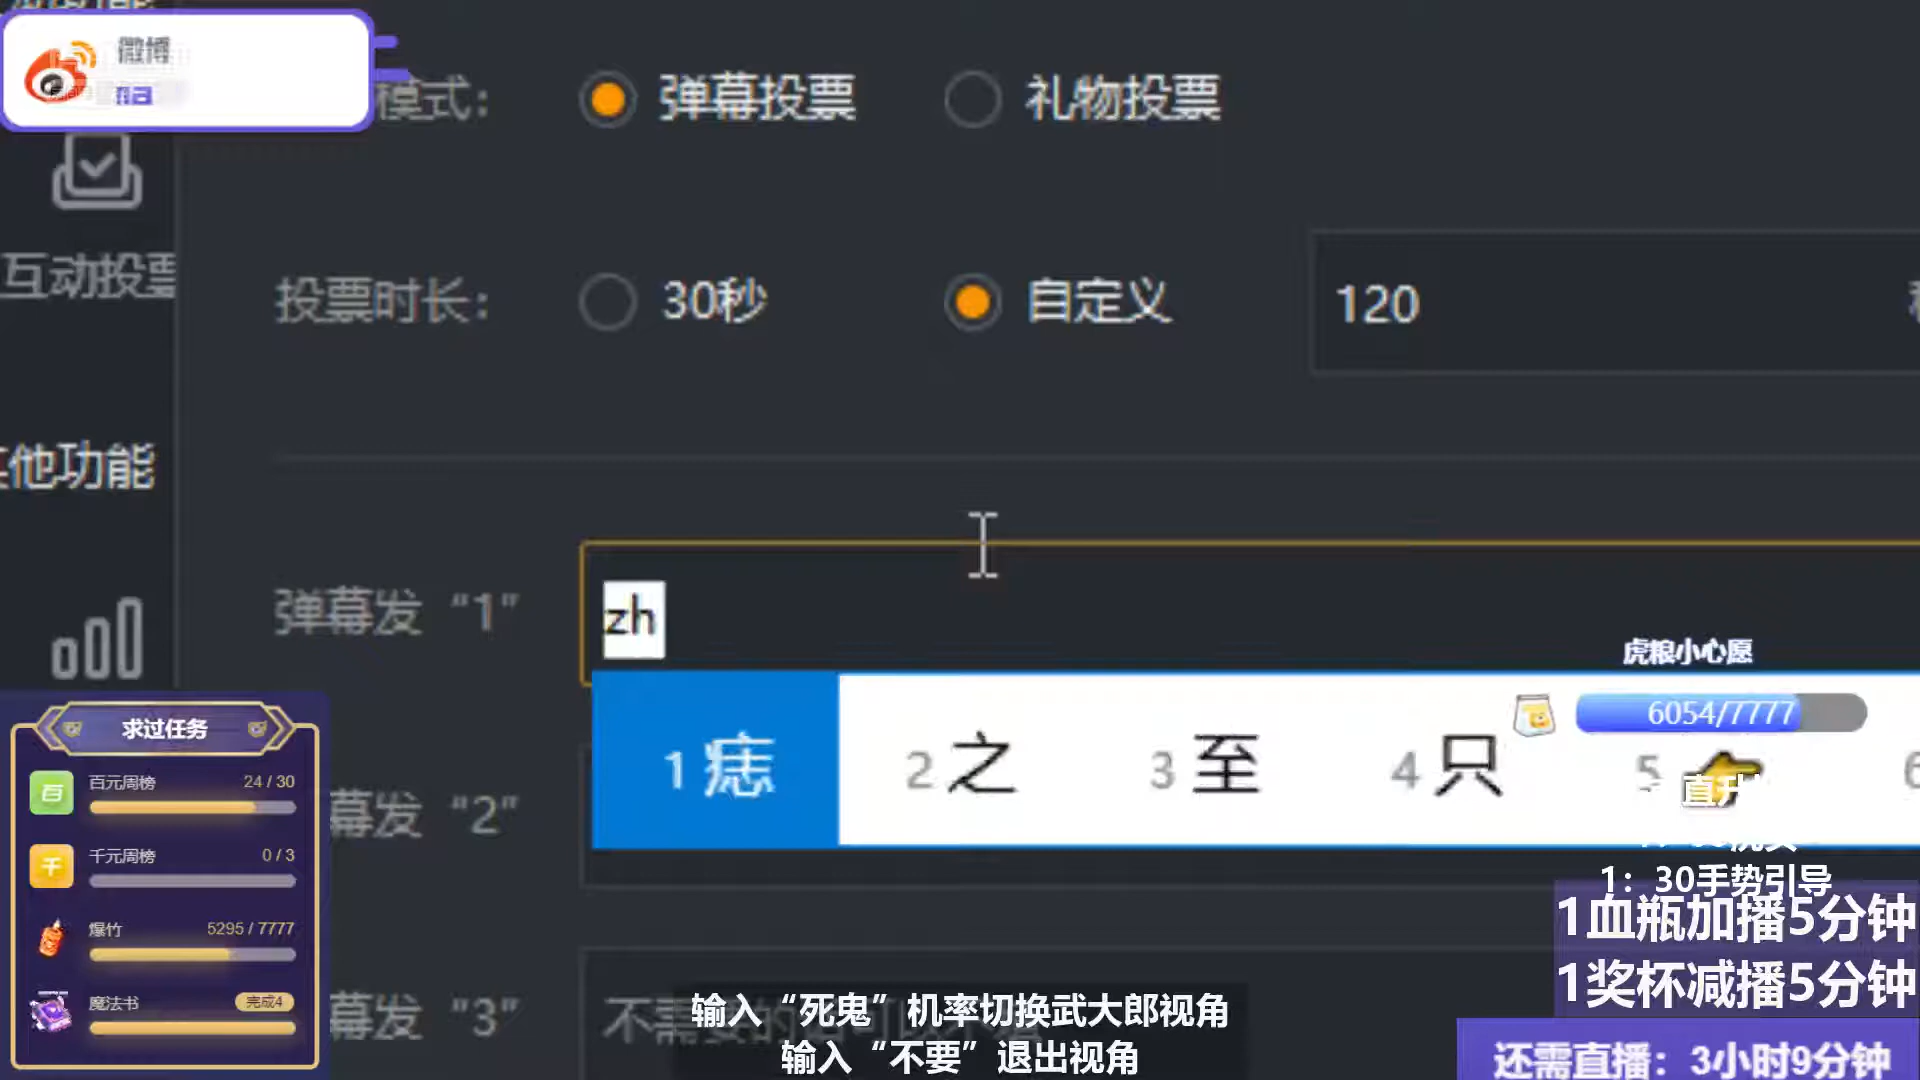 微博
模式：
弹幕投票
礼物投票
互动投票
投票时长：
30秒
自定义
120
其他功能
弹幕发“1”
zh
1 痣
2 之
3 至
4 只
5
6
虎粮小心愿
6054/7777
直升
求过任务
百元周榜 24 / 30
千元周榜 0 / 3
爆竹 5295 / 7777
魔法书 完成4
幕发“2”
幕发“3”
1：30手势引导
1血瓶加播5分钟
1奖杯减播5分钟
输入“死鬼”机率切换武大郎视角
输入“不要”退出视角
还需直播：3小时9分钟